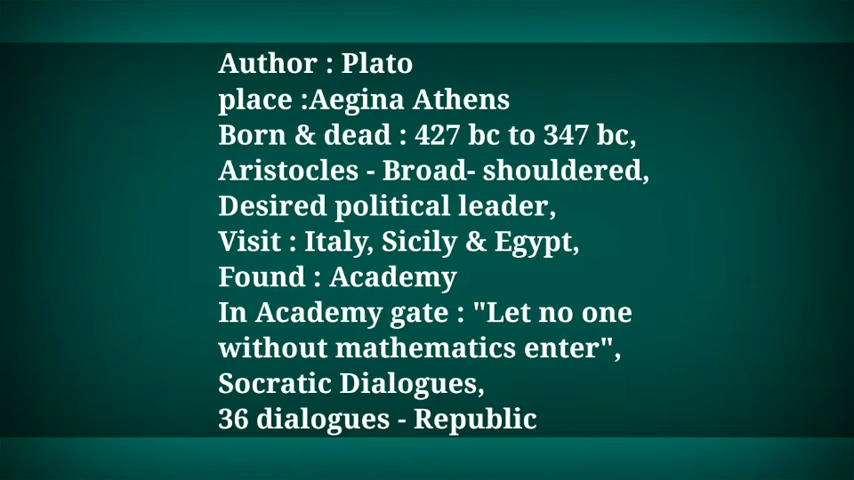 Author : Plato
place :Aegina Athens
Born & dead : 427 bc to 347 bc,
Aristocles - Broad- shouldered,
Desired political leader,
Visit : Italy, Sicily & Egypt,
Found : Academy
In Academy gate : "Let no one
without mathematics enter",
Socratic Dialogues,
36 dialogues - Republic